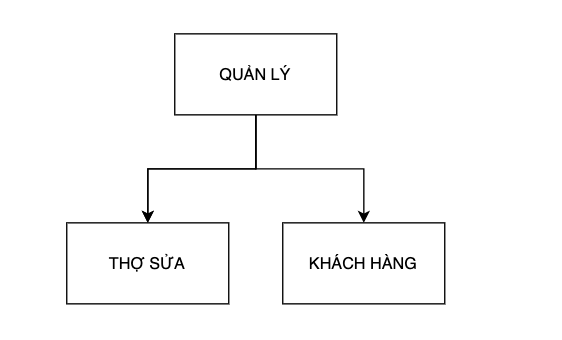 QUẢN LÝ
THỢ SỬA
KHÁCH HÀNG